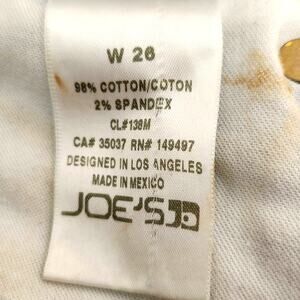 W 26
98% COTTON/COTON
2% SPANDEX
CL#138M
CA# 35037 RN# 149497
DESIGNED IN LOS ANGELES
MADE IN MEXICO
JOE'S